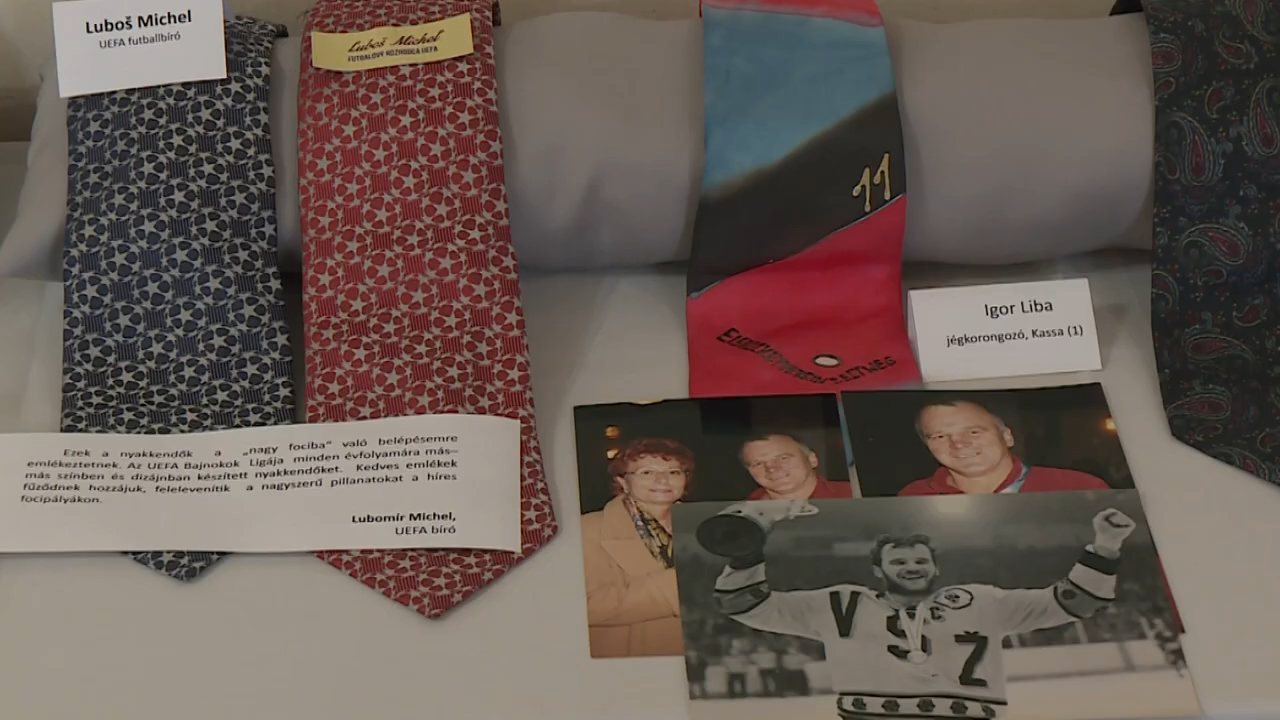 Luboš Michel
UEFA futballbíró
Luboš Michel
FUTBALOVÝ ROZHODCA UEFA
11
Igor Liba
jégkorongozó, Kassa (1)
Ezek a nyakkendők a „nagy fociba“ való belépésemre
emlékeztetnek. Az UEFA Bajnokok Ligája minden évfolyamára más–
más színben és dizájnban készített nyakkendőket. Kedves emlékek
fűződnek hozzájuk, felelevenítik a nagyszerű pillanatokat a híres
focipályákon.
Lubomír Michel,
UEFA bíró
V S Ž
C